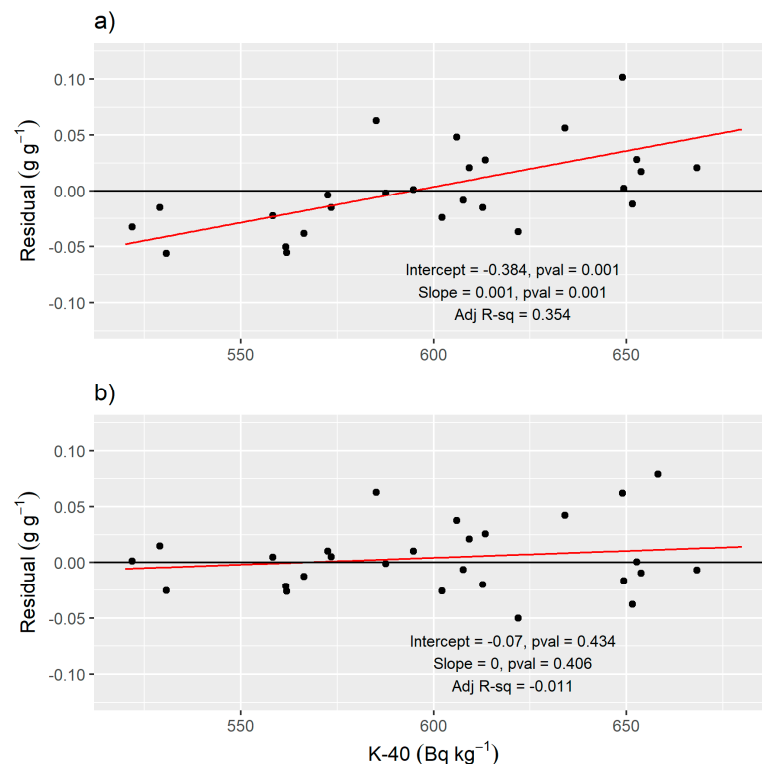 a)
Residual (g g⁻¹)
0.10
0.05
0.00
-0.05
-0.10
Intercept = -0.384, pval = 0.001
Slope = 0.001, pval = 0.001
Adj R-sq = 0.354
550
600
650
b)
Residual (g g⁻¹)
0.10
0.05
0.00
-0.05
-0.10
Intercept = -0.07, pval = 0.434
Slope = 0, pval = 0.406
Adj R-sq = -0.011
550
600
650
K-40 (Bq kg⁻¹)